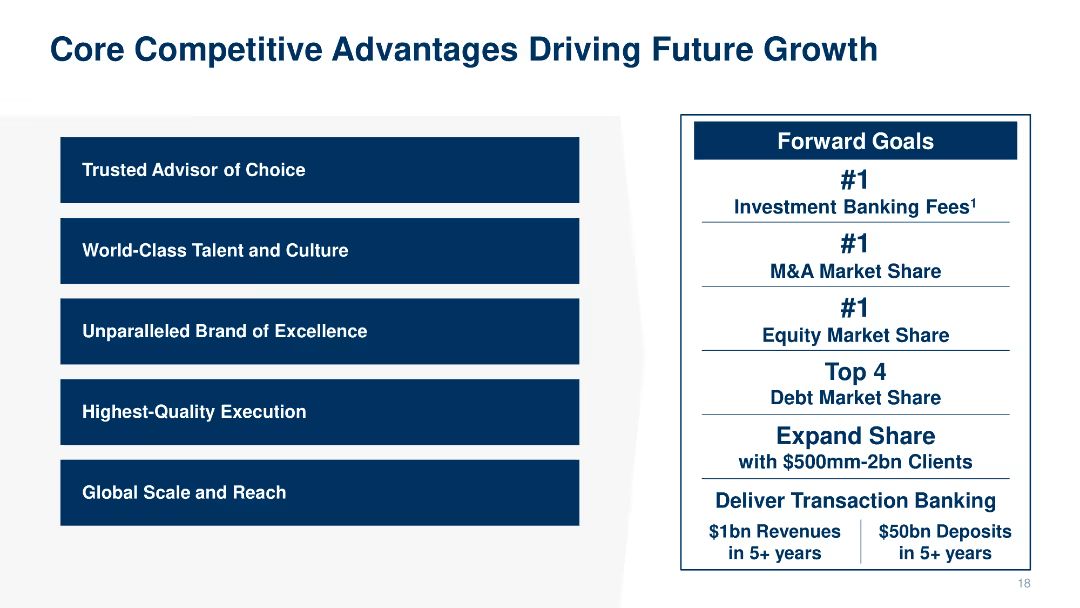 Core Competitive Advantages Driving Future Growth
Trusted Advisor of Choice
World-Class Talent and Culture
Unparalleled Brand of Excellence
Highest-Quality Execution
Global Scale and Reach
Forward Goals
#1
Investment Banking Fees¹
#1
M&A Market Share
#1
Equity Market Share
Top 4
Debt Market Share
Expand Share
with $500mm-2bn Clients
Deliver Transaction Banking
$1bn Revenues
in 5+ years
$50bn Deposits
in 5+ years
18